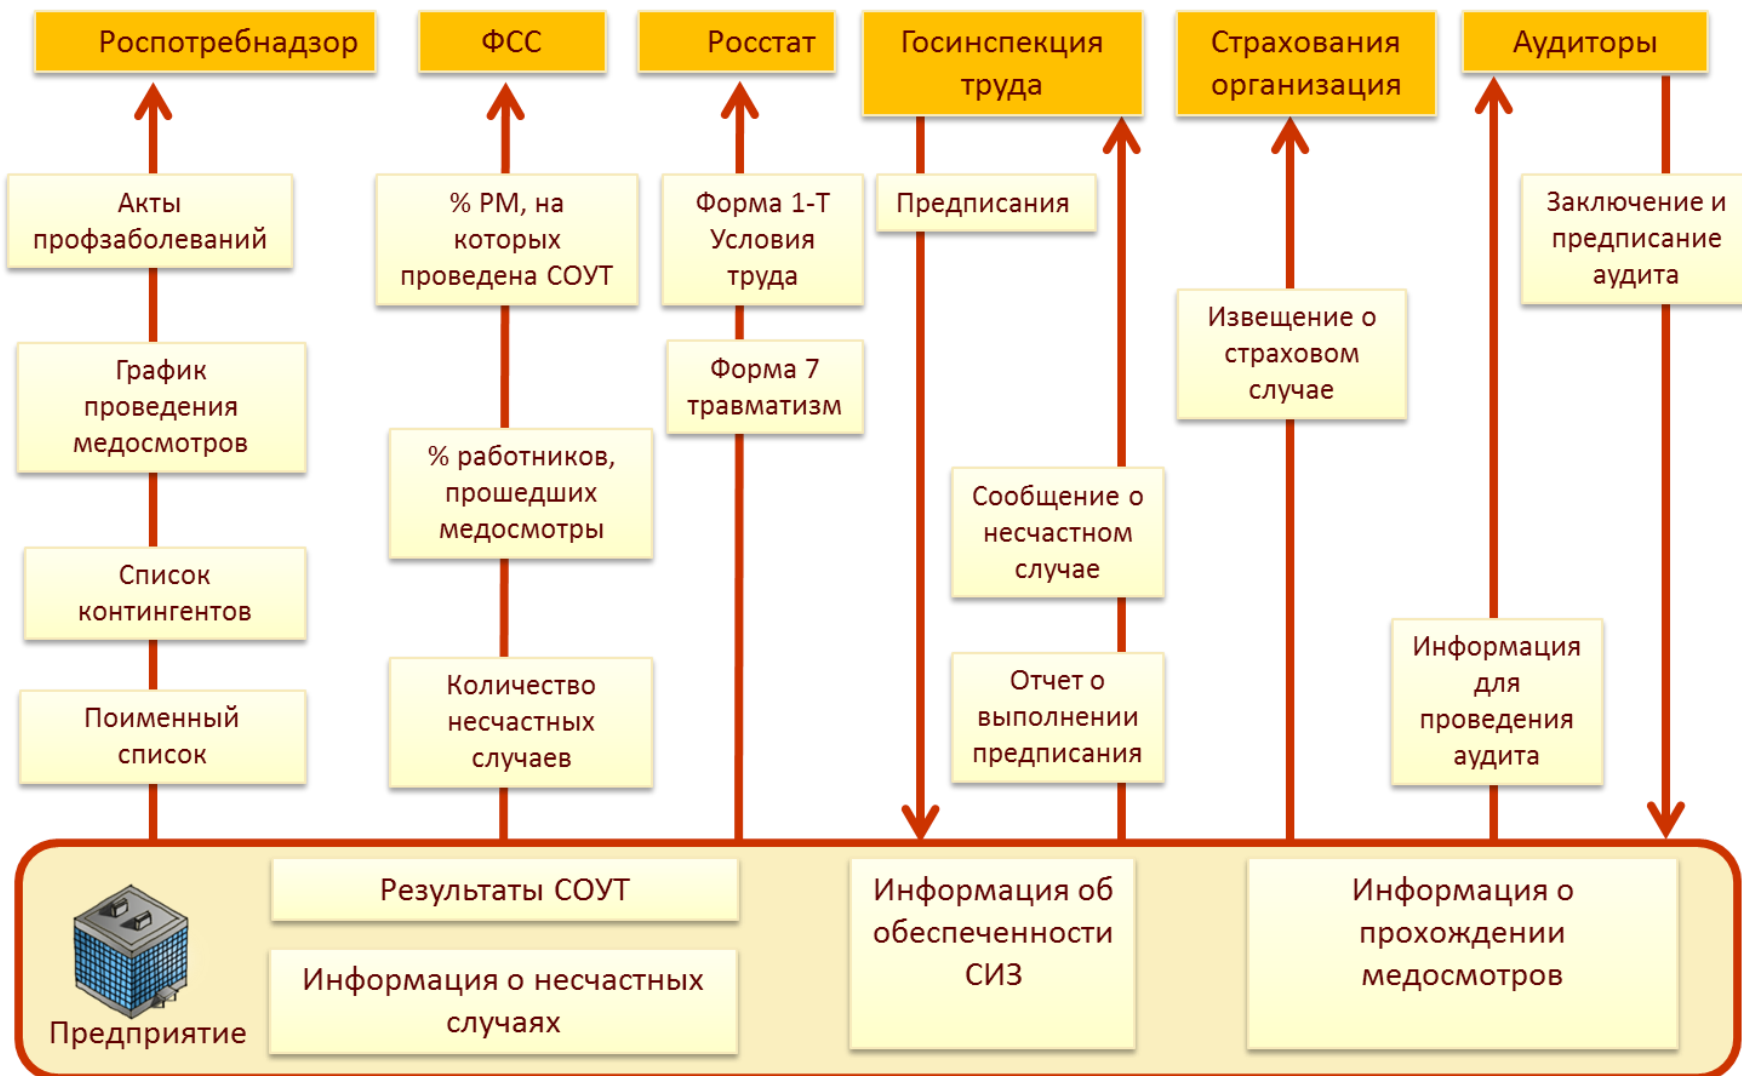 Роспотребнадзор
ФСС
Росстат
Госинспекция
труда
Страхования
организация
Аудиторы
Акты
профзаболеваний
График
проведения
медосмотров
Список
контингентов
Поименный
список
% РМ, на
которых
проведена СОУТ
% работников,
прошедших
медосмотры
Количество
несчастных
случаев
Форма 1-Т
Условия
труда
Форма 7
травматизм
Предписания
Сообщение о
несчастном
случае
Отчет о
выполнении
предписания
Извещение о
страховом
случае
Информация
для
проведения
аудита
Заключение и
предписание
аудита
Предприятие
Результаты СОУТ
Информация о несчастных
случаях
Информация об
обеспеченности
СИЗ
Информация о
прохождении
медосмотров